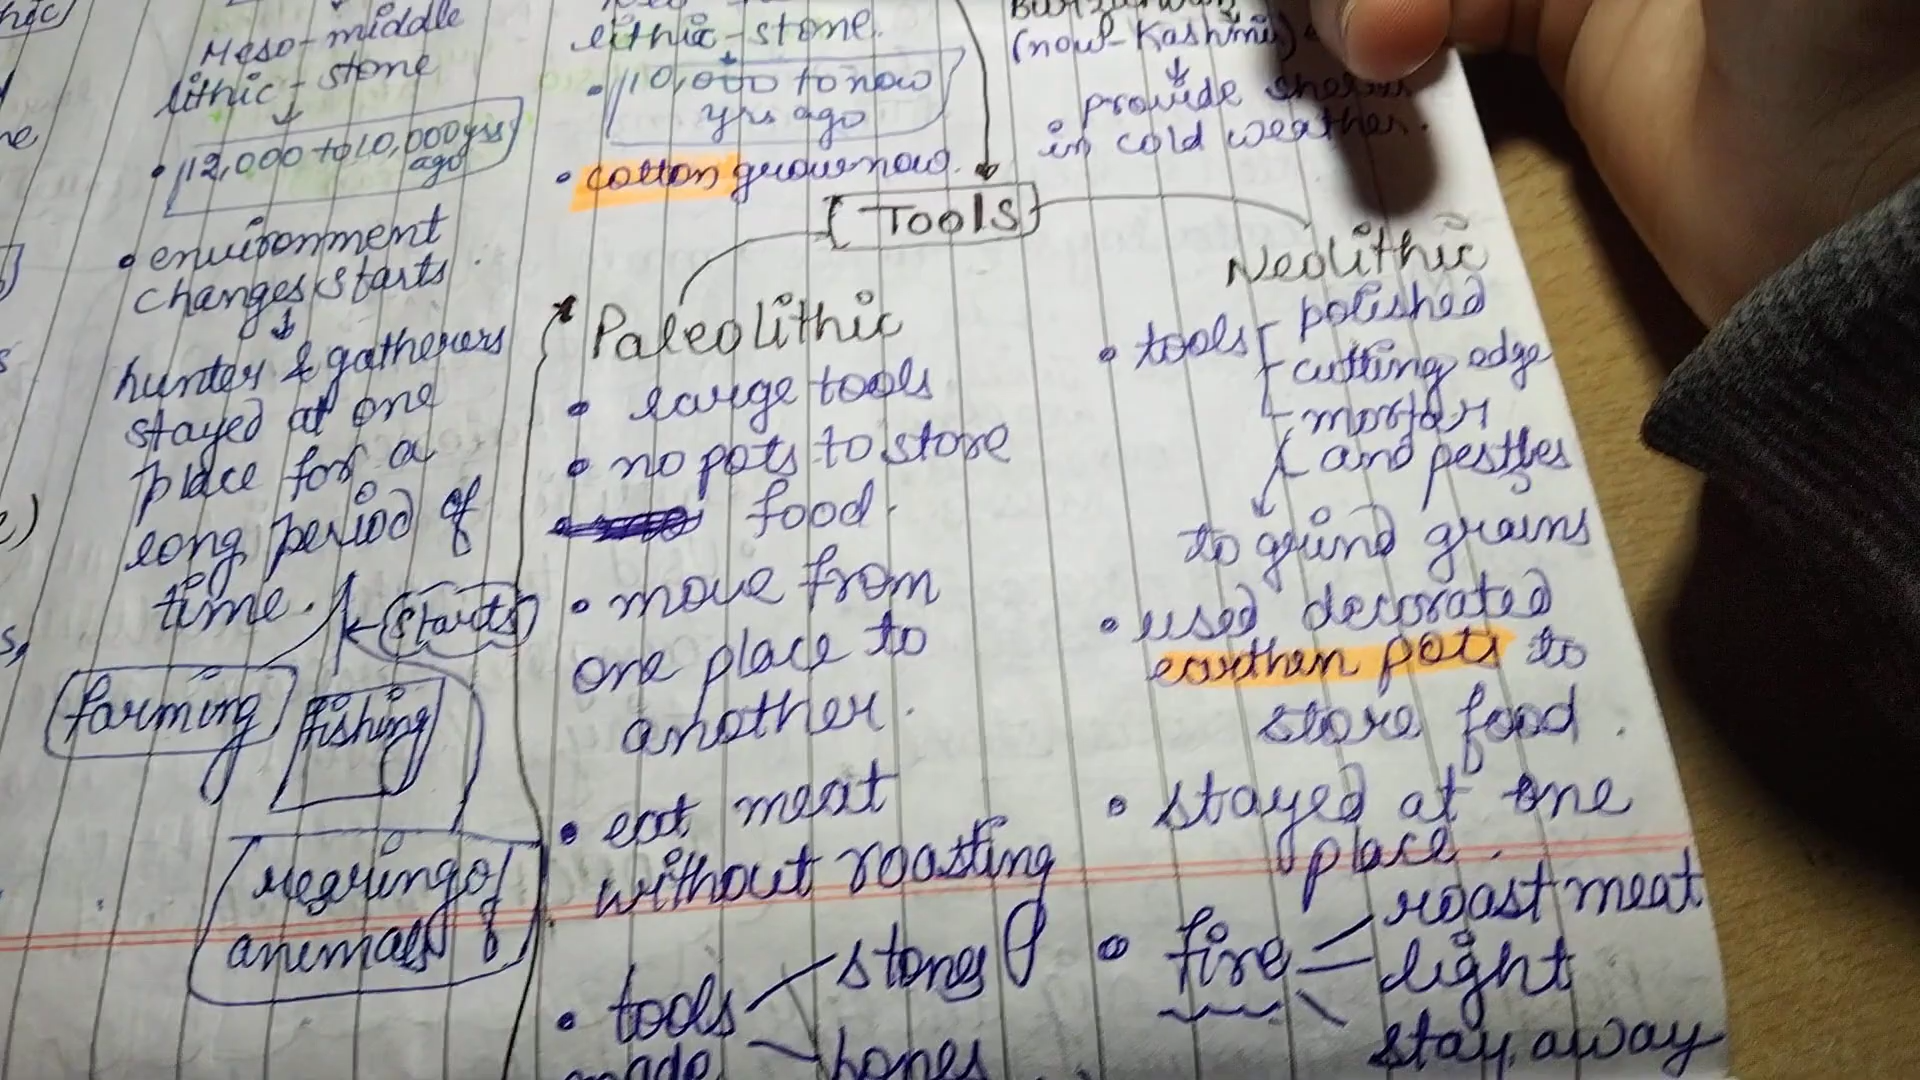 Meso-middle
lithic-stone
12,000 to 10,000 yrs
ago
environment
changes starts.
hunters & gatherers
stayed at one
place for a
long period of
time.
starts
farming
fishing
rearing of
animals
lithic-stone.
10,000 to now
yrs ago
cotton grow now.
(now-Kashmir)
provide
in cold weather.
[Tools]
Paleolithic
large tools
no pots to store
food.
move from
one place to
another.
eat meat
without roasting
tools
stones
made
bones
Neolithic
tools
polished
cutting edge
mortar
and pestles
to grind grains
used decorated
earthen pots to
store food.
stayed at one
place.
fire
roast meat
light
stay away